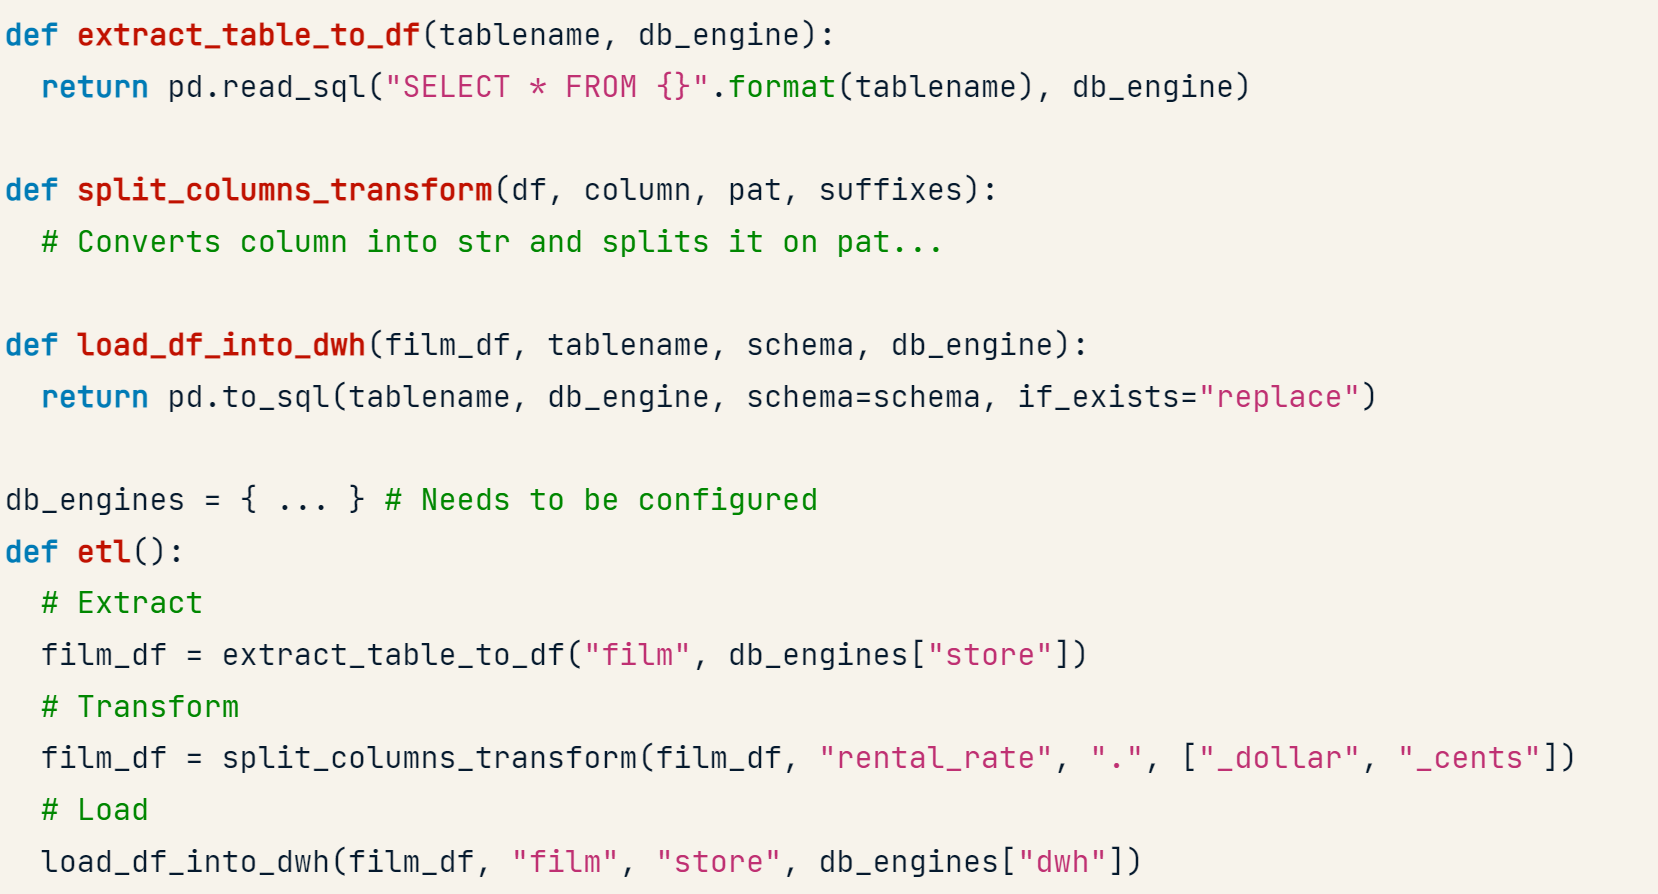 def extract_table_to_df(tablename, db_engine):
  return pd.read_sql("SELECT * FROM {}".format(tablename), db_engine)
def split_columns_transform(df, column, pat, suffixes):
  # Converts column into str and splits it on pat...
def load_df_into_dwh(film_df, tablename, schema, db_engine):
  return pd.to_sql(tablename, db_engine, schema=schema, if_exists="replace")
db_engines = { ... } # Needs to be configured
def etl():
  # Extract
  film_df = extract_table_to_df("film", db_engines["store"])
  # Transform
  film_df = split_columns_transform(film_df, "rental_rate", ".", ["_dollar", "_cents"])
  # Load
  load_df_into_dwh(film_df, "film", "store", db_engines["dwh"])